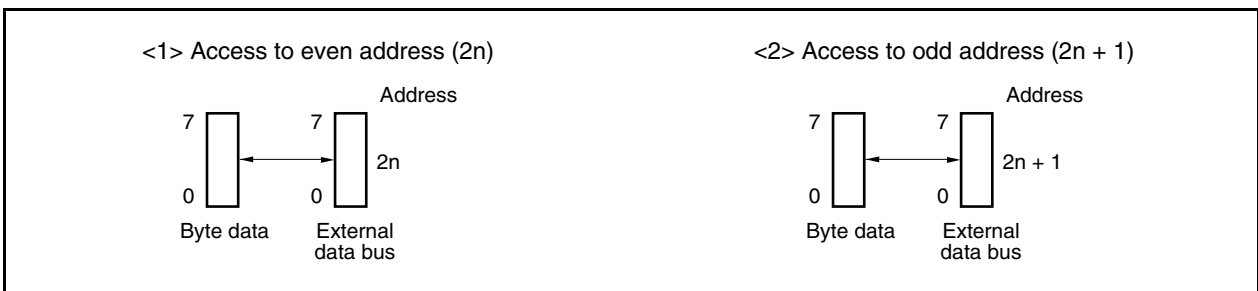 <1> Access to even address (2n)
Address
7 7
2n
0 0
Byte data External
data bus
<2> Access to odd address (2n + 1)
Address
7 7
2n + 1
0 0
Byte data External
data bus